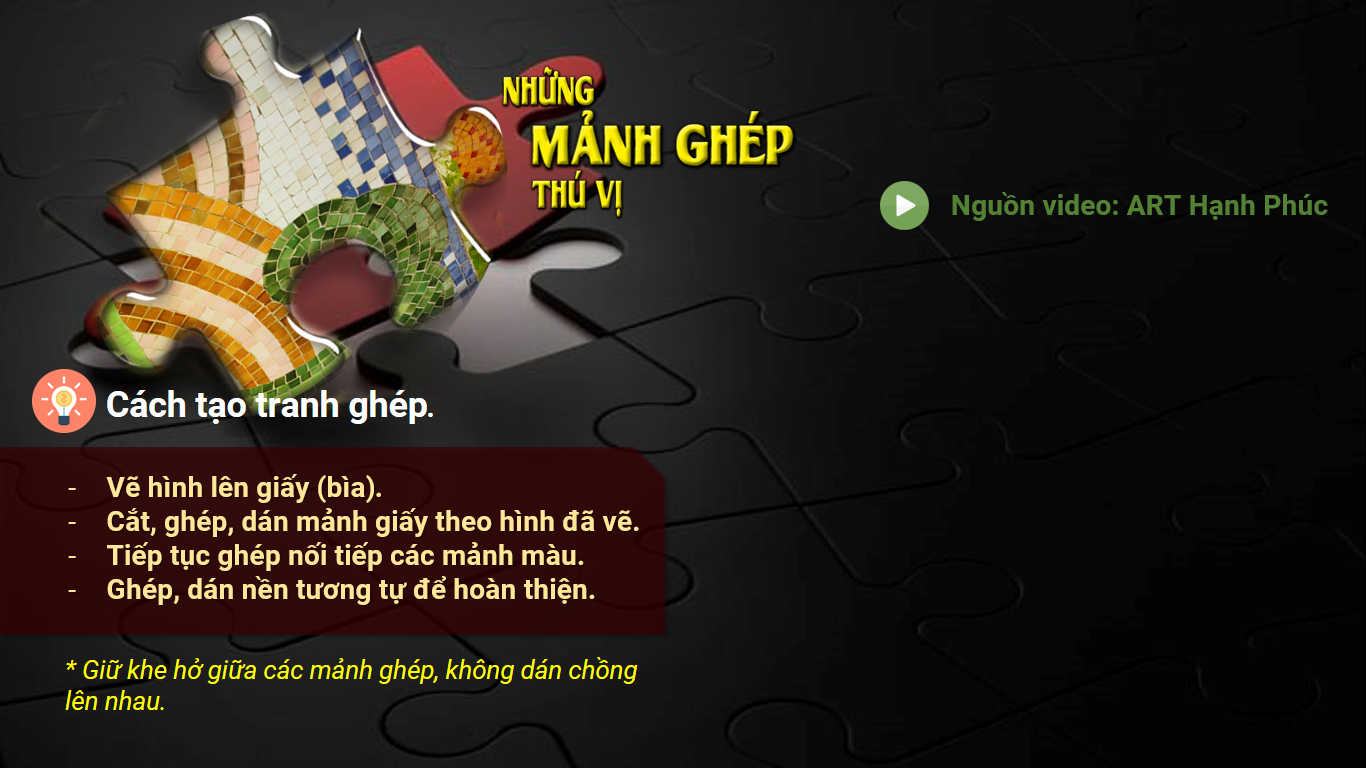 NHỮNG
MẢNH GHÉP
THÚ VỊ
Nguồn video: ART Hạnh Phúc
Cách tạo tranh ghép.
- Vẽ hình lên giấy (bìa).
- Cắt, ghép, dán mảnh giấy theo hình đã vẽ.
- Tiếp tục ghép nối tiếp các mảnh màu.
- Ghép, dán nền tương tự để hoàn thiện.
* Giữ khe hở giữa các mảnh ghép, không dán chồng
lên nhau.